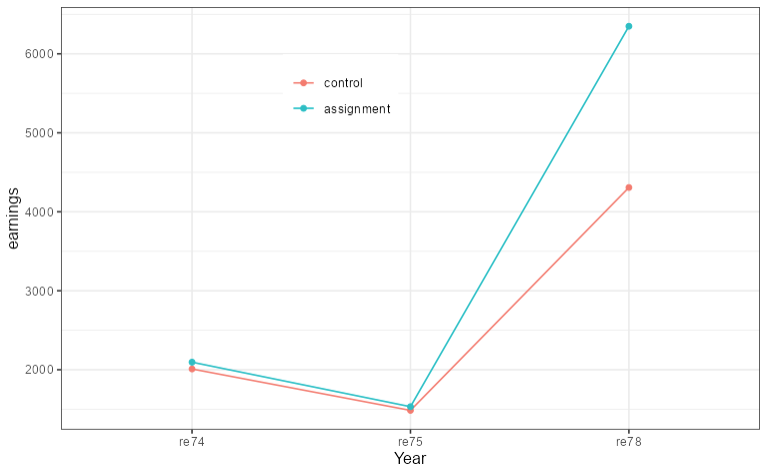 6000
5000
4000
3000
2000
earnings
control
assignment
re74
re75
re78
Year